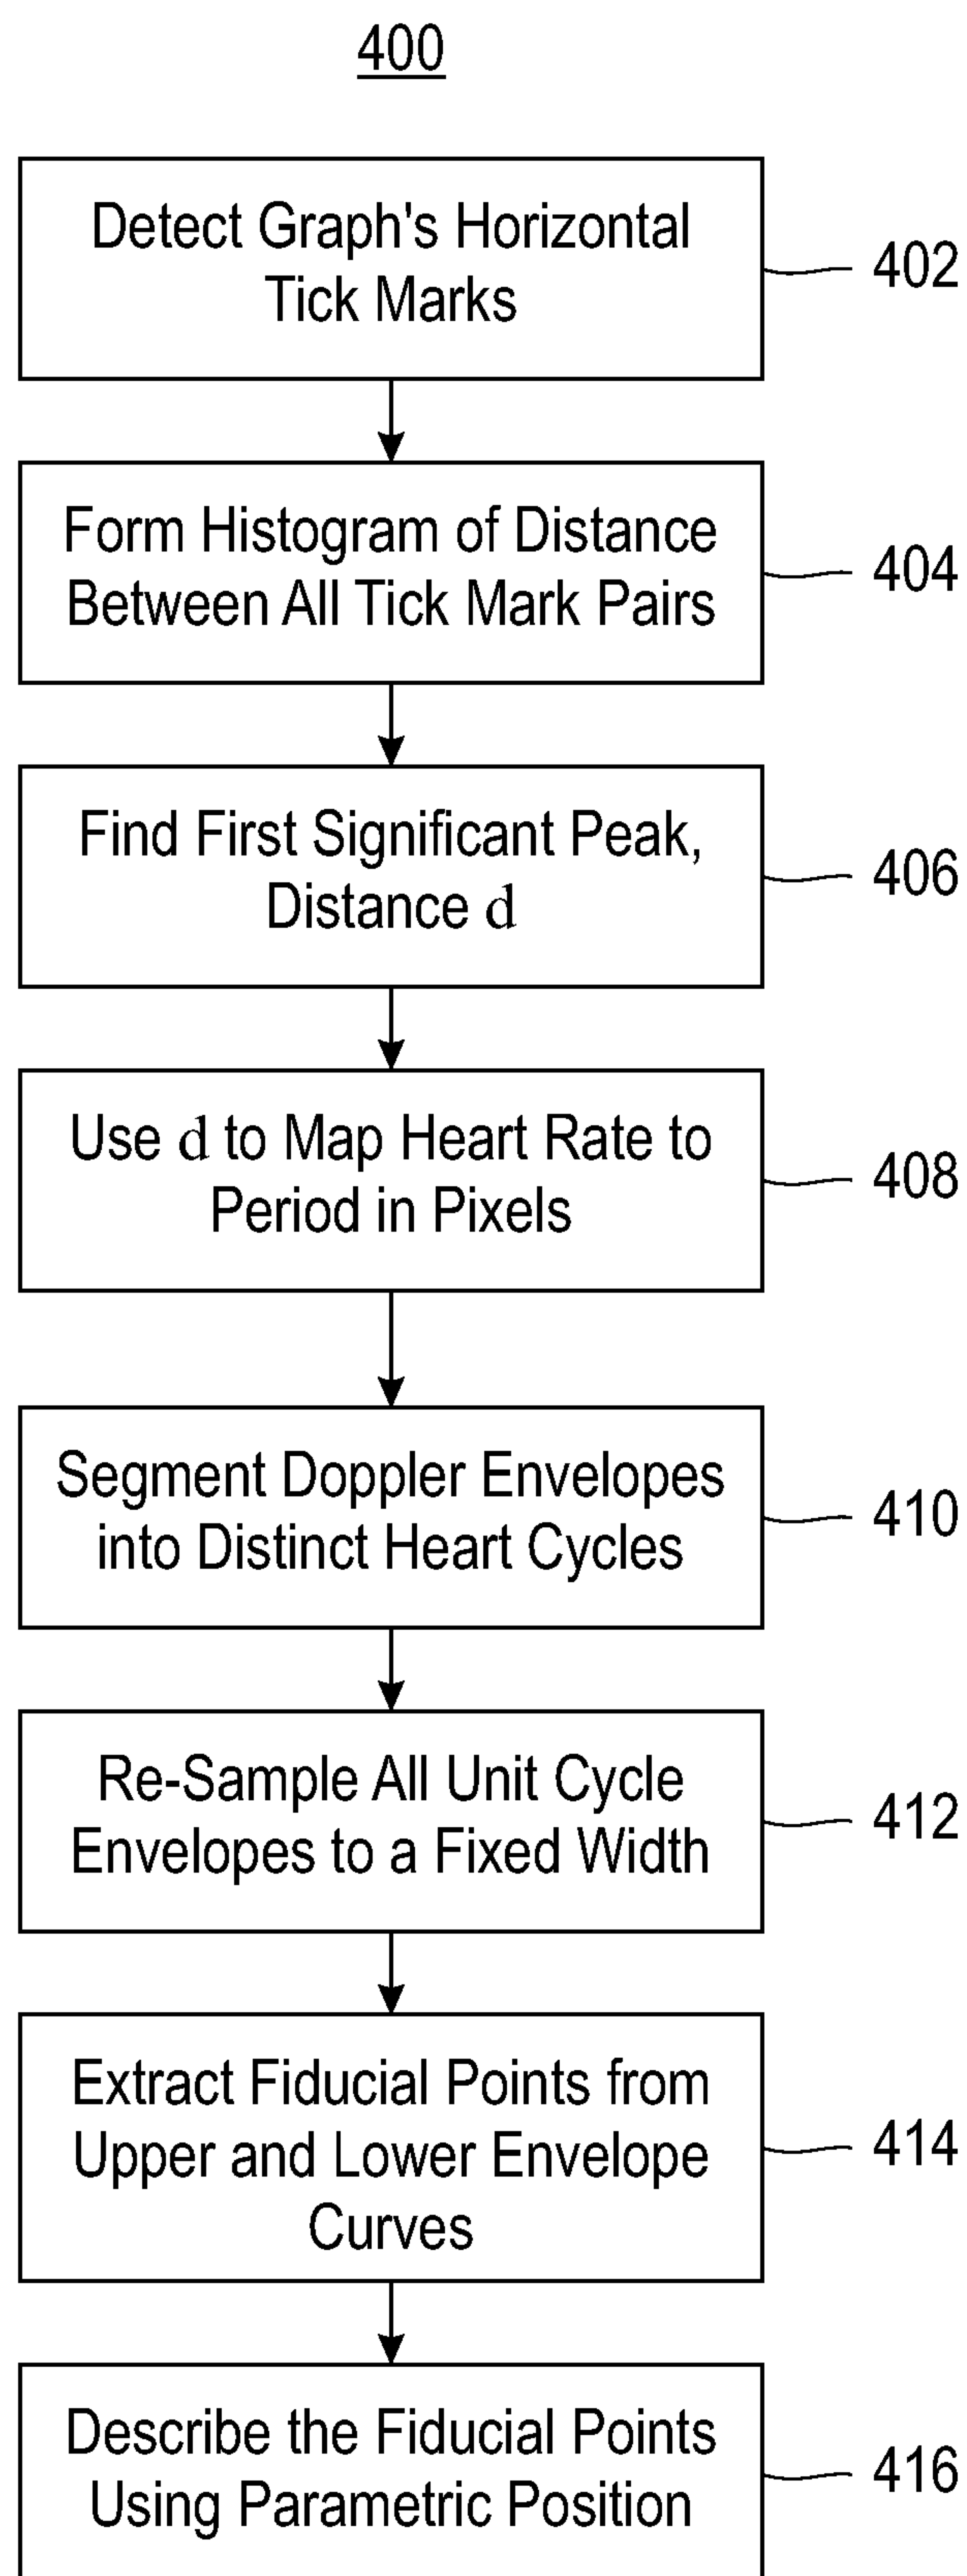 400
Detect Graph's Horizontal
Tick Marks
402
Form Histogram of Distance
Between All Tick Mark Pairs
404
Find First Significant Peak,
Distance d
406
Use d to Map Heart Rate to
Period in Pixels
408
Segment Doppler Envelopes
into Distinct Heart Cycles
410
Re-Sample All Unit Cycle
Envelopes to a Fixed Width
412
Extract Fiducial Points from
Upper and Lower Envelope
Curves
414
Describe the Fiducial Points
Using Parametric Position
416